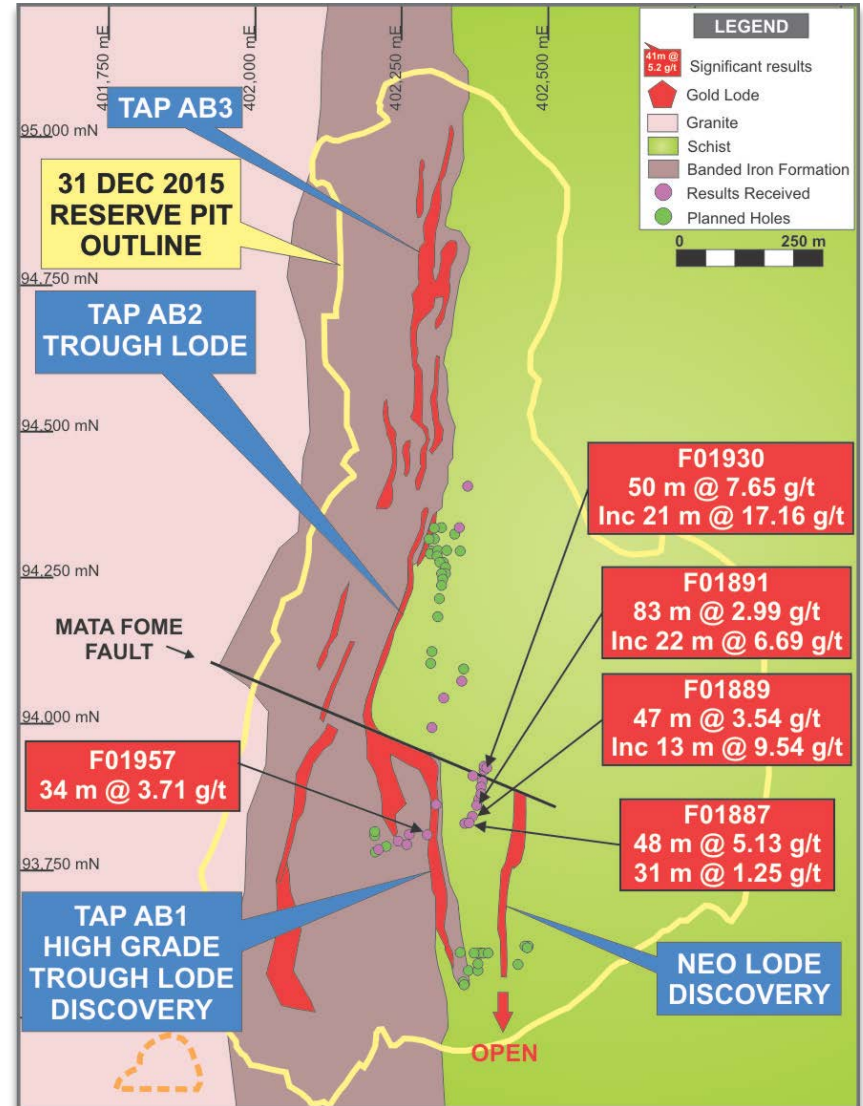 401,750 mE
402,000 mE
402,250 mE
402,500 mE
LEGEND
41m @
5.2 g/t
Significant results
Gold Lode
Granite
Schist
Banded Iron Formation
Results Received
Planned Holes
0
250 m
TAP AB3
95,000 mN
31 DEC 2015
RESERVE PIT
OUTLINE
94,750 mN
TAP AB2
TROUGH LODE
94,500 mN
F01930
50 m @ 7.65 g/t
Inc 21 m @ 17.16 g/t
94,250 mN
F01891
83 m @ 2.99 g/t
Inc 22 m @ 6.69 g/t
MATA FOME
FAULT
F01889
47 m @ 3.54 g/t
Inc 13 m @ 9.54 g/t
94,000 mN
F01957
34 m @ 3.71 g/t
F01887
48 m @ 5.13 g/t
31 m @ 1.25 g/t
93,750 mN
TAP AB1
HIGH GRADE
TROUGH LODE
DISCOVERY
NEO LODE
DISCOVERY
OPEN